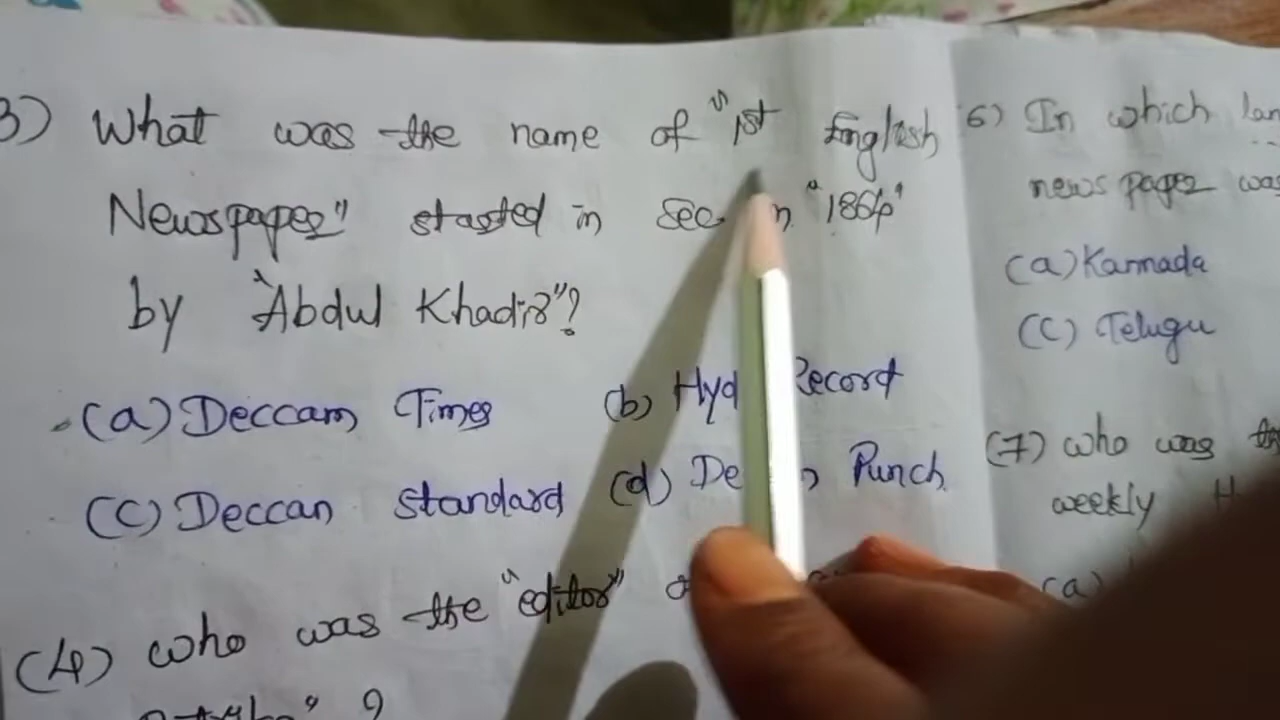 3) What was the name of "1st English
Newspaper" started in Sec in "1864"
by "Abdul Khadir"?
(a) Deccan Times (b) Hyd Record
(c) Deccan standard (d) Punch
(4) who was the "editor"
?
6) In which
news paper was
(a) Kannada
(c) Telugu
(7) who was
weekly H
(a)